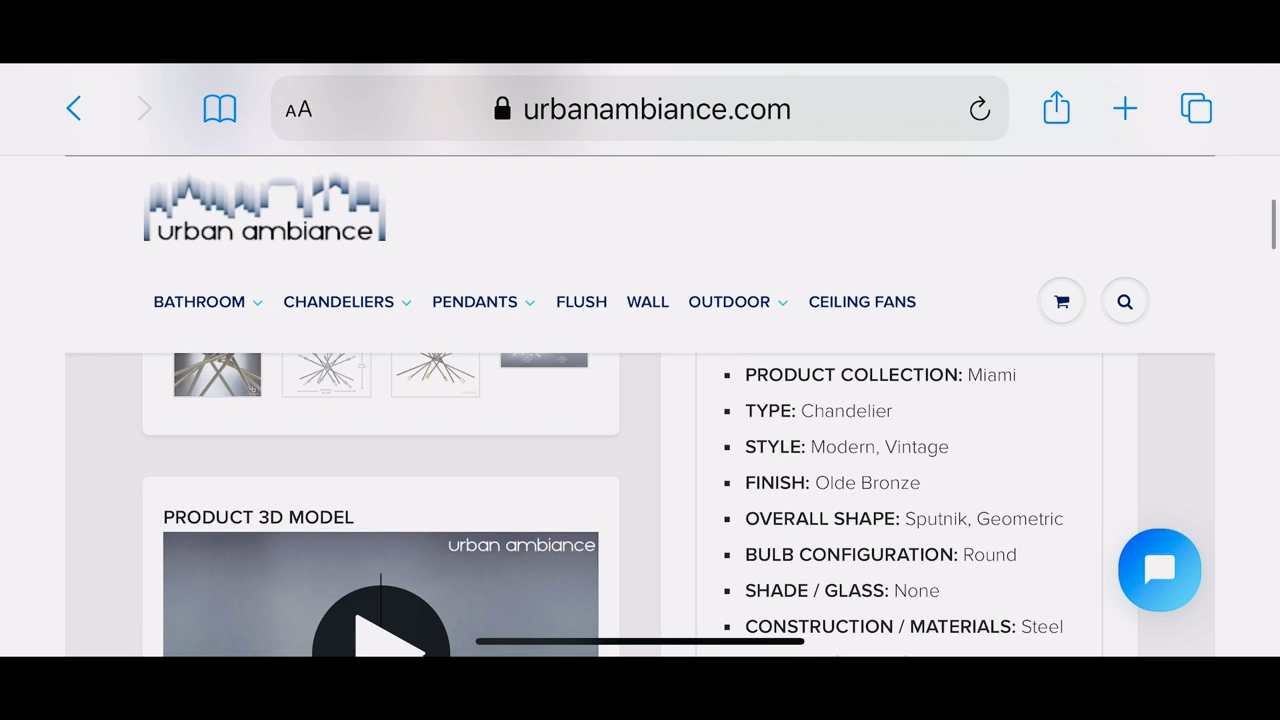 AA urbanambiance.com
urban ambiance
BATHROOM CHANDELIERS PENDANTS FLUSH WALL OUTDOOR CEILING FANS
PRODUCT COLLECTION: Miami
TYPE: Chandelier
STYLE: Modern, Vintage
FINISH: Olde Bronze
OVERALL SHAPE: Sputnik, Geometric
BULB CONFIGURATION: Round
SHADE / GLASS: None
CONSTRUCTION / MATERIALS: Steel
PRODUCT 3D MODEL
urban ambiance